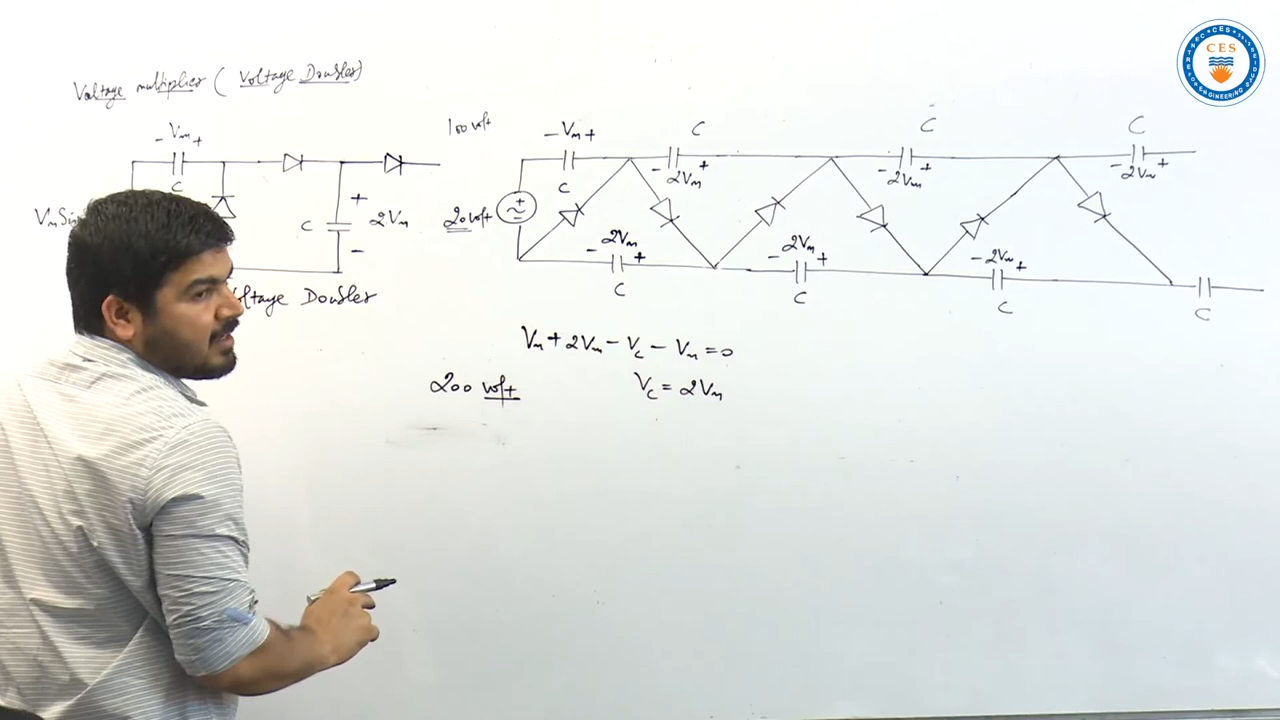 Voltage multiplier (Voltage Doubler)
- Vm +
C
Vm Sin
C
+
2Vm
-
Voltage Doubler
100 volt
20 volt
- Vm +
C
C
- 2Vm +
C
- 2Vm +
C
- 2Vm +
- 2Vm +
C
- 2Vm +
C
- 2Vm +
C
C
Vm + 2Vm - Vc - Vm = 0
200 volt
Vc = 2Vm
CES